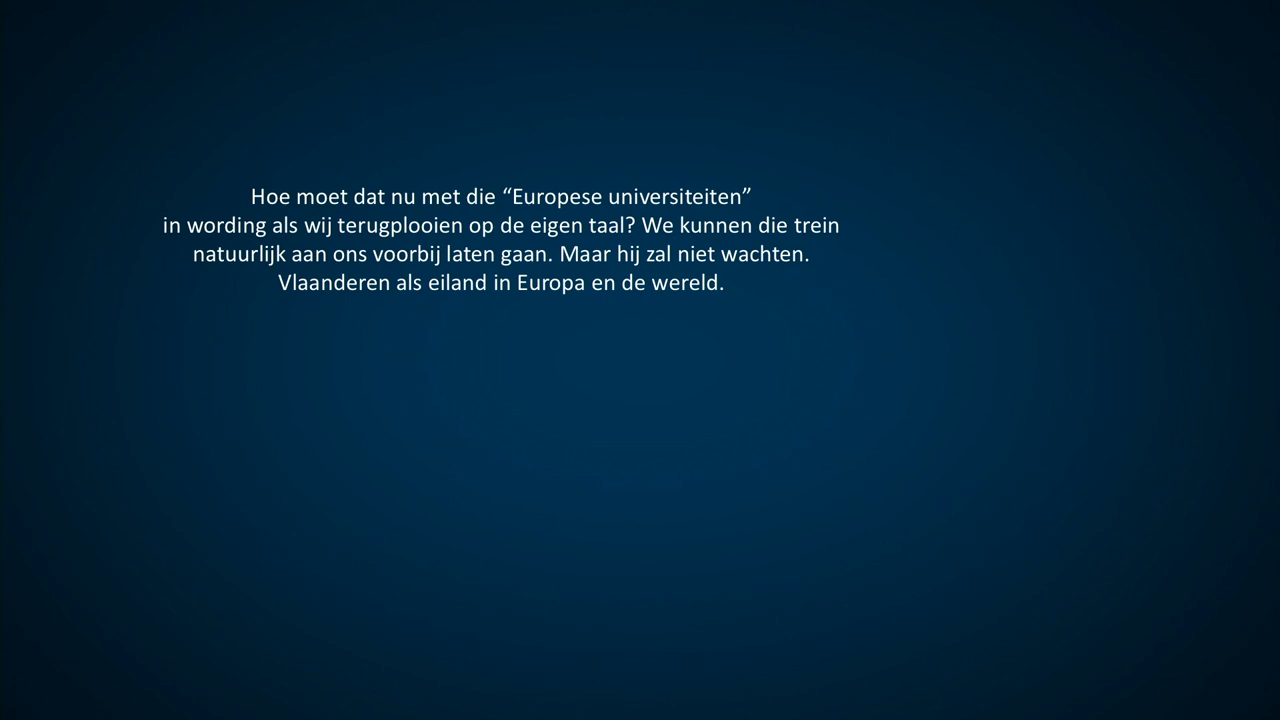 Hoe moet dat nu met die “Europese universiteiten”
in wording als wij terugplooien op de eigen taal? We kunnen die trein
natuurlijk aan ons voorbij laten gaan. Maar hij zal niet wachten.
Vlaanderen als eiland in Europa en de wereld.